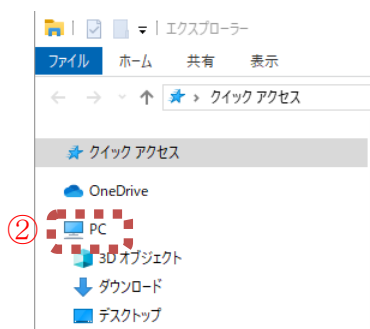 エクスプローラー
ファイル ホーム 共有 表示
クイック アクセス
クイック アクセス
OneDrive
② PC
3D オブジェクト
ダウンロード
デスクトップ